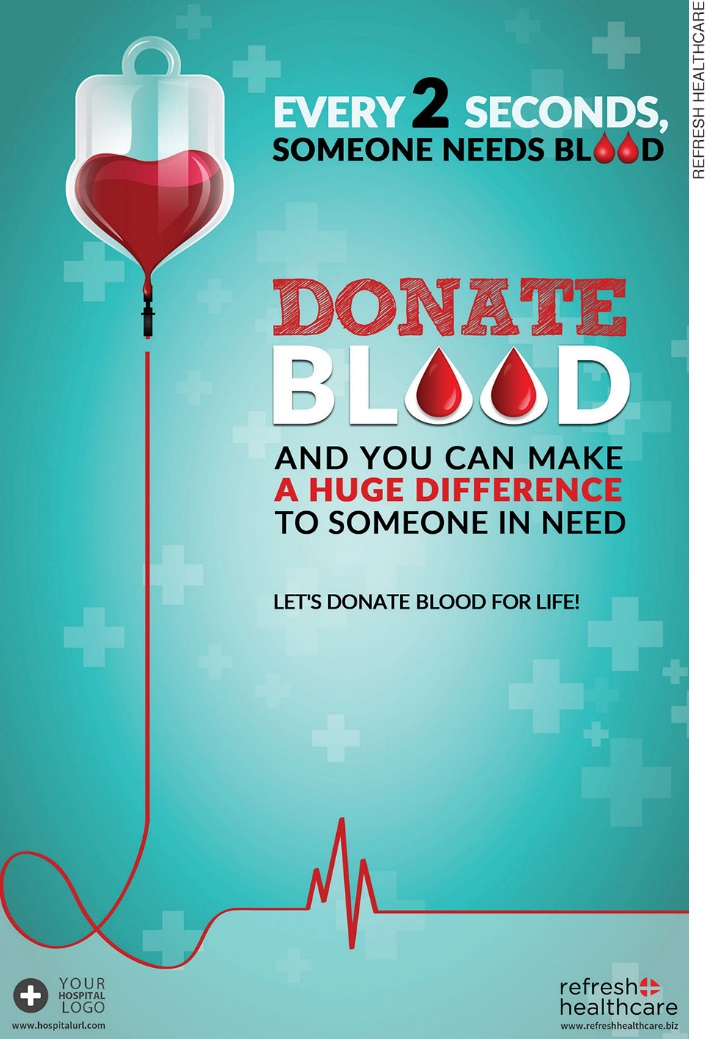 REFRESH HEALTHCARE
EVERY 2 SECONDS,
SOMEONE NEEDS BLOOD
DONATE
BLOOD
AND YOU CAN MAKE
A HUGE DIFFERENCE
TO SOMEONE IN NEED
LET'S DONATE BLOOD FOR LIFE!
YOUR
HOSPITAL
LOGO
www.hospitalurl.com
refresh
healthcare
www.refreshhealthcare.biz